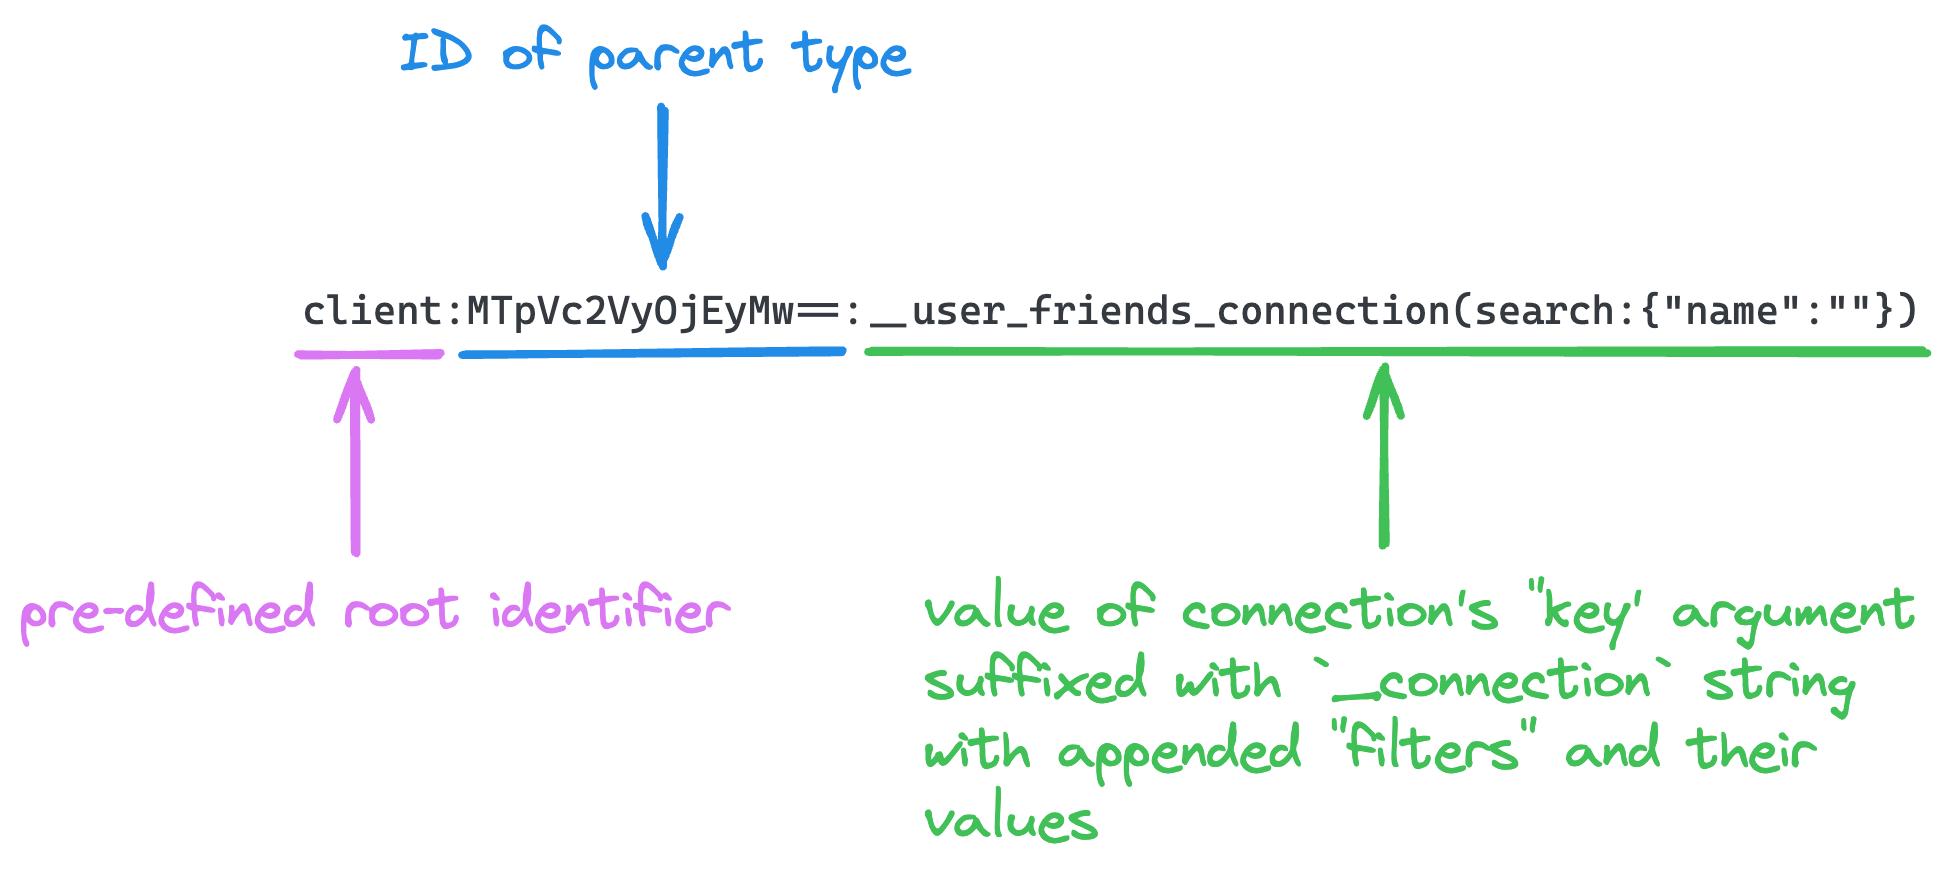 ID of parent type
client:MTpVc2VyOjEyMw==:__user_friends_connection(search:{"name":""})
pre-defined root identifier
value of connection's "key' argument
suffixed with `_connection` string
with appended "filters" and their
values